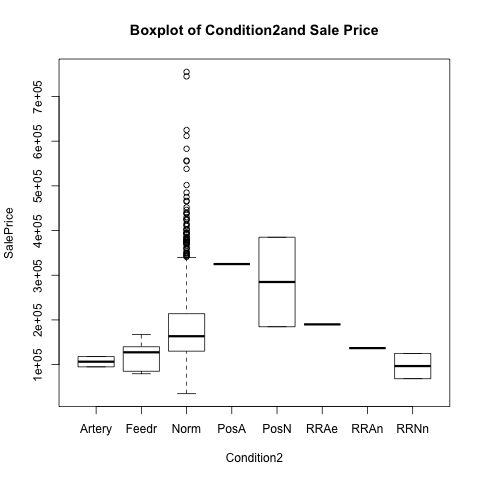 Boxplot of Condition2and Sale Price
SalePrice
7e+05
6e+05
5e+05
4e+05
3e+05
2e+05
1e+05
Artery Feedr Norm PosA PosN RRAe RRAn RRNn
Condition2